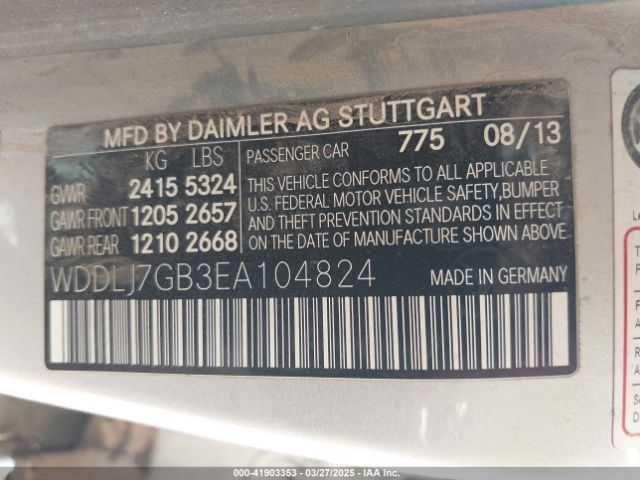 MFD BY DAIMLER AG STUTTGART
KG LBS PASSENGER CAR 775 08/13
GVWR 2415 5324
GAWR FRONT 1205 2657
GAWR REAR 1210 2668
THIS VEHICLE CONFORMS TO ALL APPLICABLE
U.S. FEDERAL MOTOR VEHICLE SAFETY, BUMPER
AND THEFT PREVENTION STANDARDS IN EFFECT
ON THE DATE OF MANUFACTURE SHOWN ABOVE
WDDLJ7GB3EA104824 MADE IN GERMANY
000-41903353 - 03/27/2025 - IAA Inc.